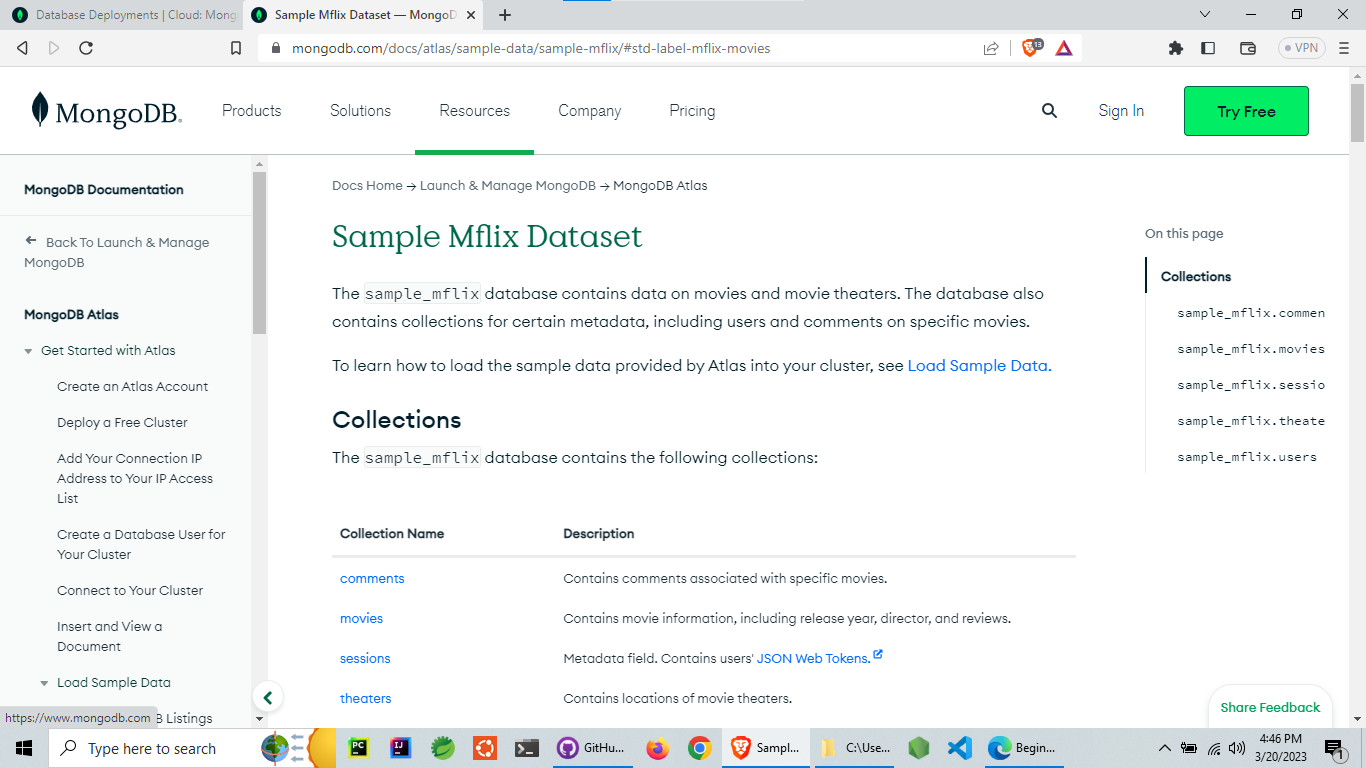 Database Deployments | Cloud: Mong
Sample Mflix Dataset — MongoD
mongodb.com/docs/atlas/sample-data/sample-mflix/#std-label-mflix-movies
13
VPN
MongoDB.
Products
Solutions
Resources
Company
Pricing
Sign In
Try Free
MongoDB Documentation
Back To Launch & Manage
MongoDB
MongoDB Atlas
Get Started with Atlas
Create an Atlas Account
Deploy a Free Cluster
Add Your Connection IP
Address to Your IP Access
List
Create a Database User for
Your Cluster
Connect to Your Cluster
Insert and View a
Document
Load Sample Data
B Listings
https://www.mongodb.com
Docs Home → Launch & Manage MongoDB → MongoDB Atlas
Sample Mflix Dataset
The sample_mflix database contains data on movies and movie theaters. The database also
contains collections for certain metadata, including users and comments on specific movies.
To learn how to load the sample data provided by Atlas into your cluster, see Load Sample Data.
Collections
The sample_mflix database contains the following collections:
Collection Name Description
comments Contains comments associated with specific movies.
movies Contains movie information, including release year, director, and reviews.
sessions Metadata field. Contains users' JSON Web Tokens.
theaters Contains locations of movie theaters.
On this page
Collections
sample_mflix.commen
sample_mflix.movies
sample_mflix.sessio
sample_mflix.theate
sample_mflix.users
Share Feedback
Type here to search
PC
IJ
GitHu...
Sampl...
C:\Use...
Begin...
4:46 PM
3/20/2023
1